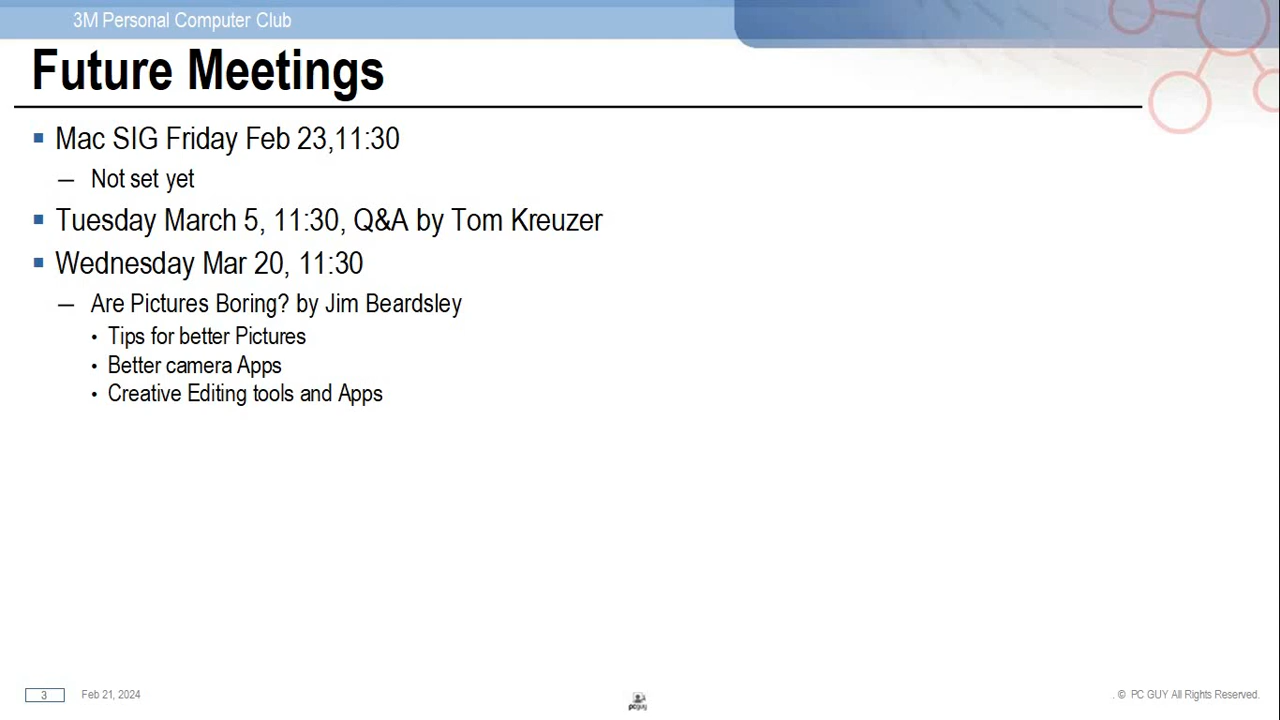 3M Personal Computer Club
Future Meetings
Mac SIG Friday Feb 23,11:30
— Not set yet
Tuesday March 5, 11:30, Q&A by Tom Kreuzer
Wednesday Mar 20, 11:30
— Are Pictures Boring? by Jim Beardsley
• Tips for better Pictures
• Better camera Apps
• Creative Editing tools and Apps
3
Feb 21, 2024
pcguy
. © PC GUY All Rights Reserved.